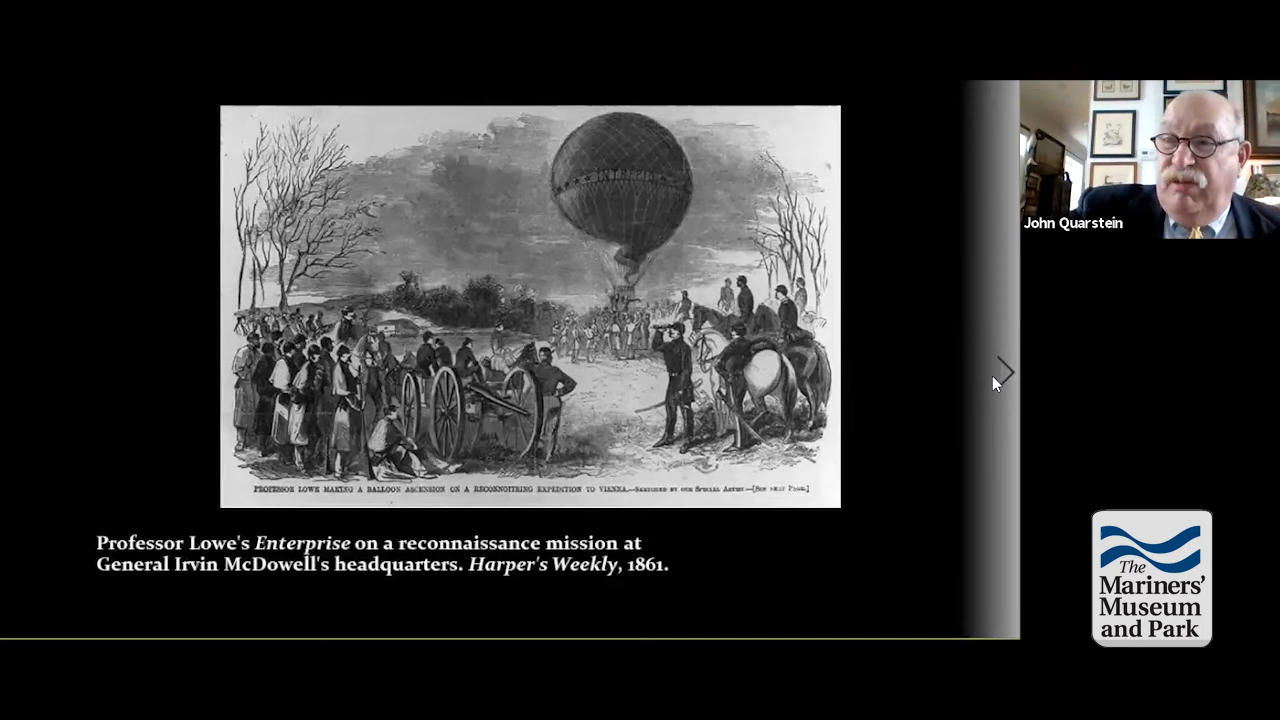 ENTERPRISE
PROFESSOR LOWE MAKING A BALLOON ASCENSION ON A RECONNOITRING EXPEDITION TO VIENNA.—SKETCHED BY OUR SPECIAL ARTIST.—[SEE NEXT PAGE.]
Professor Lowe's Enterprise on a reconnaissance mission at
General Irvin McDowell's headquarters. Harper's Weekly, 1861.
John Quarstein
The
Mariners'
Museum
and Park